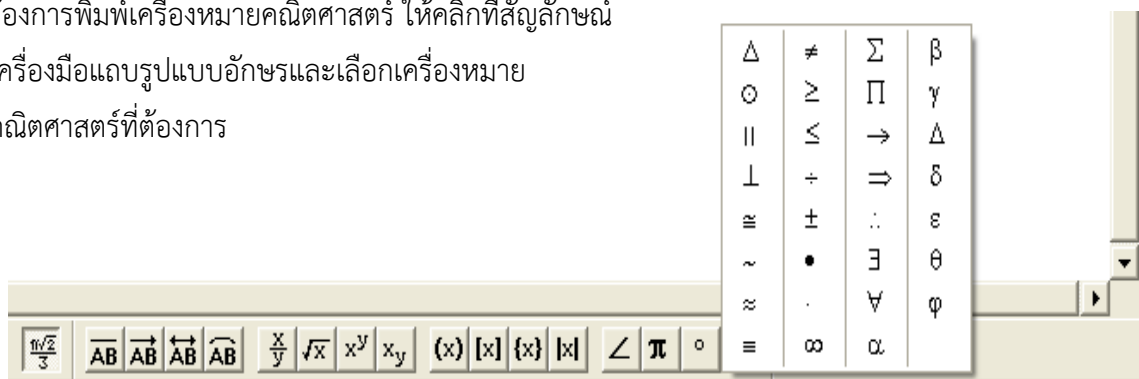 องการพิมพ์เครื่องหมายคณิตศาสตร์ ให้คลิกที่สัญลักษณ์
ครื่องมือแถบรูปแบบอักษรและเลือกเครื่องหมาย
ณิตศาสตร์ที่ต้องการ
Δ ≠ Σ β
⊙ ≥ Π γ
|| ≤ → Δ
⊥ ÷ ⇒ δ
≅ ± ∴ ε
~ • ∃ θ
≈ · ∀ φ
≡ ∞ α
π√2/3 AB AB AB AB x/y √x x^y x_y (x) [x] {x} |x| ∠ π °